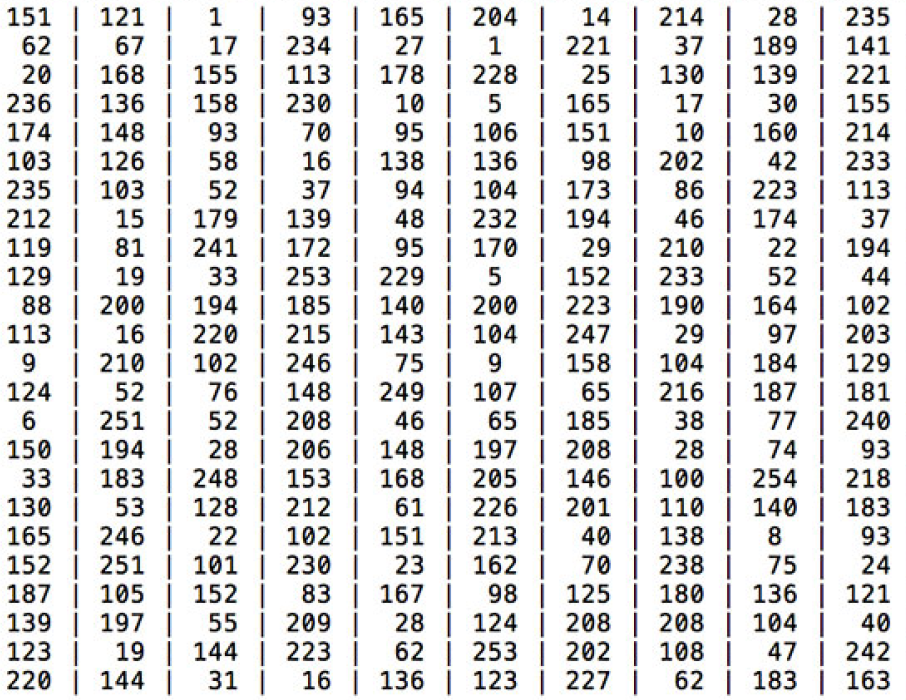 151 | 121 | 1 | 93 | 165 | 204 | 14 | 214 | 28 | 235
62 | 67 | 17 | 234 | 27 | 1 | 221 | 37 | 189 | 141
20 | 168 | 155 | 113 | 178 | 228 | 25 | 130 | 139 | 221
236 | 136 | 158 | 230 | 10 | 5 | 165 | 17 | 30 | 155
174 | 148 | 93 | 70 | 95 | 106 | 151 | 10 | 160 | 214
103 | 126 | 58 | 16 | 138 | 136 | 98 | 202 | 42 | 233
235 | 103 | 52 | 37 | 94 | 104 | 173 | 86 | 223 | 113
212 | 15 | 179 | 139 | 48 | 232 | 194 | 46 | 174 | 37
119 | 81 | 241 | 172 | 95 | 170 | 29 | 210 | 22 | 194
129 | 19 | 33 | 253 | 229 | 5 | 152 | 233 | 52 | 44
88 | 200 | 194 | 185 | 140 | 200 | 223 | 190 | 164 | 102
113 | 16 | 220 | 215 | 143 | 104 | 247 | 29 | 97 | 203
9 | 210 | 102 | 246 | 75 | 9 | 158 | 104 | 184 | 129
124 | 52 | 76 | 148 | 249 | 107 | 65 | 216 | 187 | 181
6 | 251 | 52 | 208 | 46 | 65 | 185 | 38 | 77 | 240
150 | 194 | 28 | 206 | 148 | 197 | 208 | 28 | 74 | 93
33 | 183 | 248 | 153 | 168 | 205 | 146 | 100 | 254 | 218
130 | 53 | 128 | 212 | 61 | 226 | 201 | 110 | 140 | 183
165 | 246 | 22 | 102 | 151 | 213 | 40 | 138 | 8 | 93
152 | 251 | 101 | 230 | 23 | 162 | 70 | 238 | 75 | 24
187 | 105 | 152 | 83 | 167 | 98 | 125 | 180 | 136 | 121
139 | 197 | 55 | 209 | 28 | 124 | 208 | 208 | 104 | 40
123 | 19 | 144 | 223 | 62 | 253 | 202 | 108 | 47 | 242
220 | 144 | 31 | 16 | 136 | 123 | 227 | 62 | 183 | 163